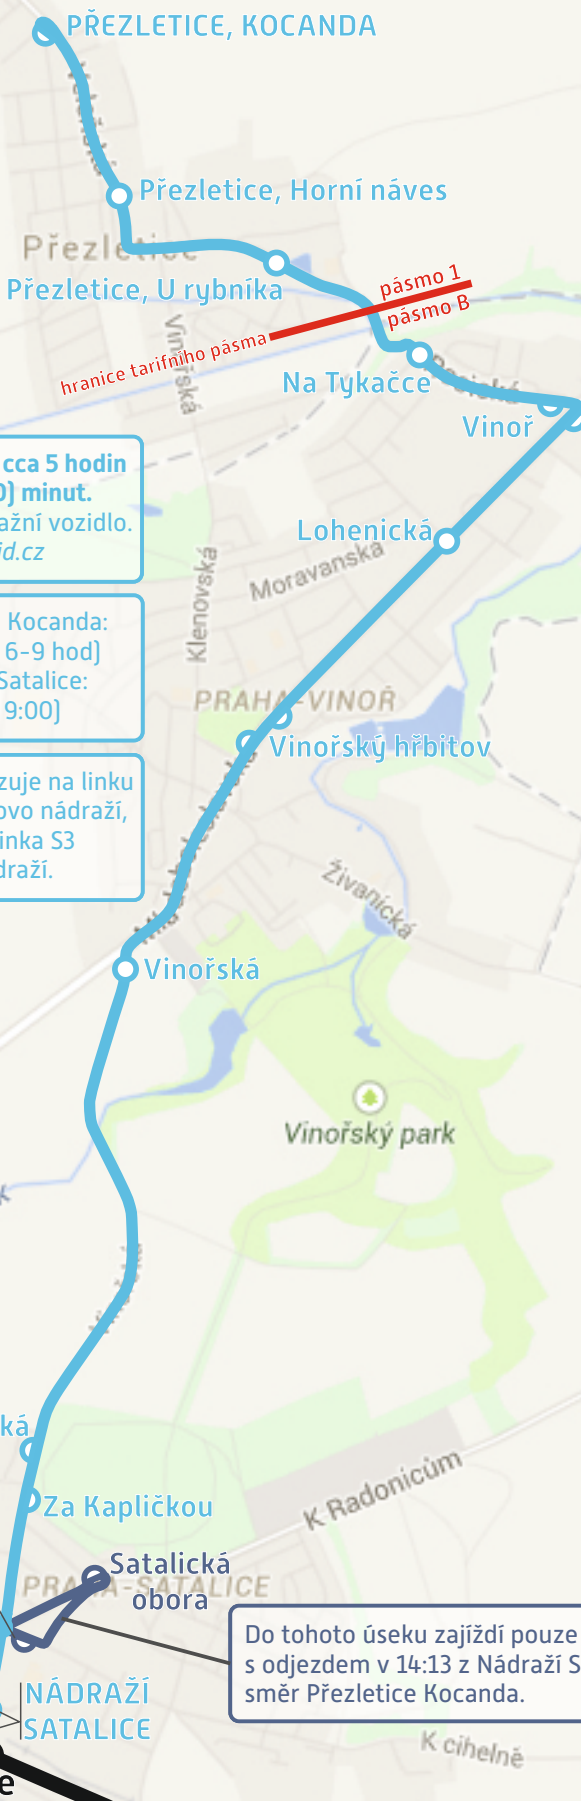 PŘEZLETICE, KOCANDA
Přezletice, Horní náves
Přezletice
Přezletice, U rybníka
pásmo 1
pásmo B
hranice tarifního pásma
Vinořská
Na Tykačce
Vinoř
cca 5 hodin
0) minut.
ažní vozidlo.
id.cz
Lohenická
Moravanska
Klenovská
Kocanda:
6-9 hod)
Satalice:
9:00)
PRAHA-VINOŘ
Vinořský hřbitov
zuje na linku
ovo nádraží,
inka S3
draží.
Živanická
Vinořská
Vinořský park
ká
Za Kapličkou
K Radonicům
Satalická
obora
PRAHA-SATALICE
Do tohoto úseku zajíždí pouze
s odjezdem v 14:13 z Nádraží S
směr Přezletice Kocanda.
NÁDRAŽÍ
SATALICE
K cihelně
e